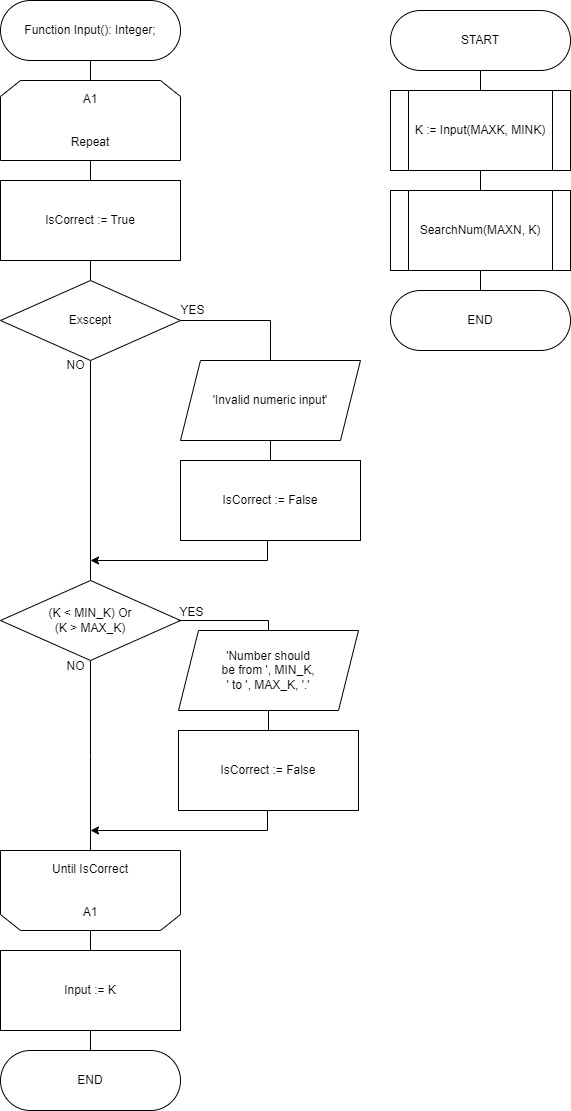 Function Input(): Integer;
A1
Repeat
IsCorrect := True
Exscept
YES
NO
'Invalid numeric input'
IsCorrect := False
(K < MIN_K) Or
(K > MAX_K)
YES
NO
'Number should
be from ', MIN_K,
' to ', MAX_K, '.'
IsCorrect := False
Until IsCorrect
A1
Input := K
END
START
K := Input(MAXK, MINK)
SearchNum(MAXN, K)
END